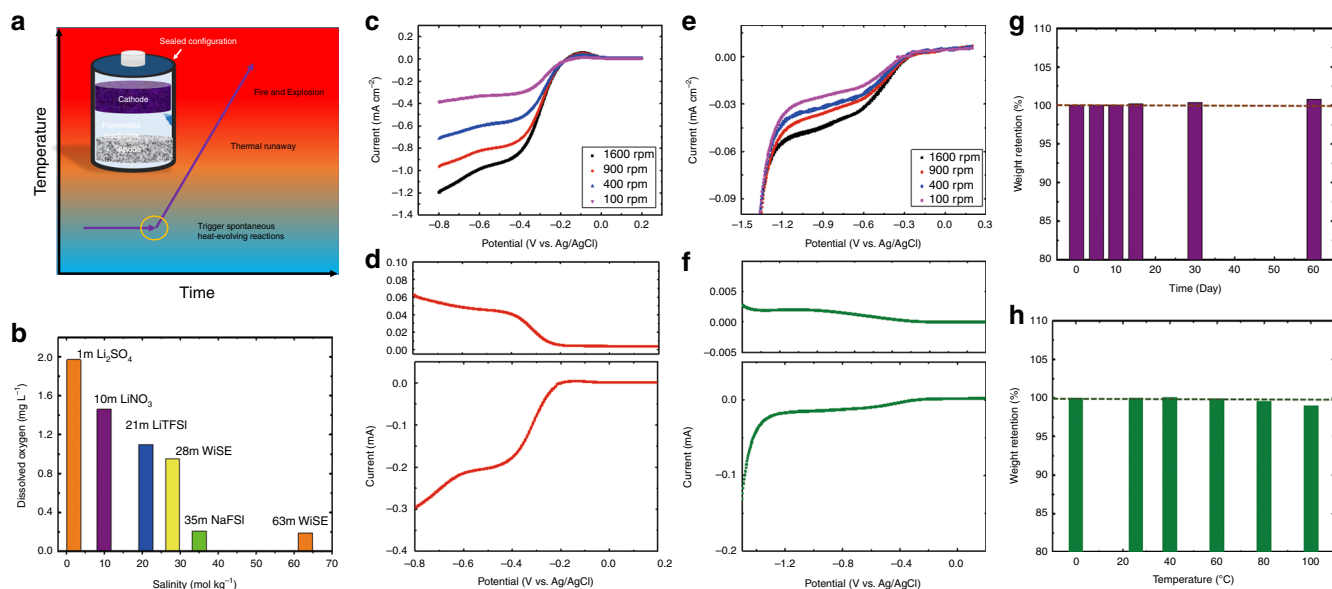 a
Sealed configuration
Cathode
Fire and Explosion
Thermal runaway
Trigger spontaneous
heat-evolving reactions
Temperature
Time
b
Dissolved oxygen (mg L⁻¹)
2.0
1.6
1.2
0.8
0.4
0.0
1m Li₂SO₄
10m LiNO₃
21m LiTFSI
28m WiSE
35m NaFSI
63m WiSE
0 10 20 30 40 50 60 70
Salinity (mol kg⁻¹)
c
Current (mA cm⁻²)
0.2
0.0
−0.2
−0.4
−0.6
−0.8
−1.0
−1.2
−1.4
1600 rpm
900 rpm
400 rpm
100 rpm
−0.8 −0.6 −0.4 −0.2 0.0 0.2
Potential (V vs. Ag/AgCl)
d
0.10
0.08
0.06
0.04
0.02
0.00
0.0
−0.1
−0.2
−0.3
−0.4
Current (mA)
−0.8 −0.6 −0.4 −0.2 0.0 0.2
Potential (V vs. Ag/AgCl)
e
Current (mA cm⁻²)
0.00
−0.03
−0.06
−0.09
1600 rpm
900 rpm
400 rpm
100 rpm
−1.5 −1.2 −0.9 −0.6 −0.3 0.0 0.3
Potential (V vs. Ag/AgCl)
f
0.005
0.000
−0.005
0.0
−0.1
−0.2
Current (mA)
−1.2 −0.8 −0.4 0.0
Potential (V vs. Ag/AgCl)
g
Weight retention (%)
110
105
100
95
90
85
80
0 10 20 30 40 50 60
Time (Day)
h
Weight retention (%)
110
105
100
95
90
85
80
0 20 40 60 80 100
Temperature (°C)